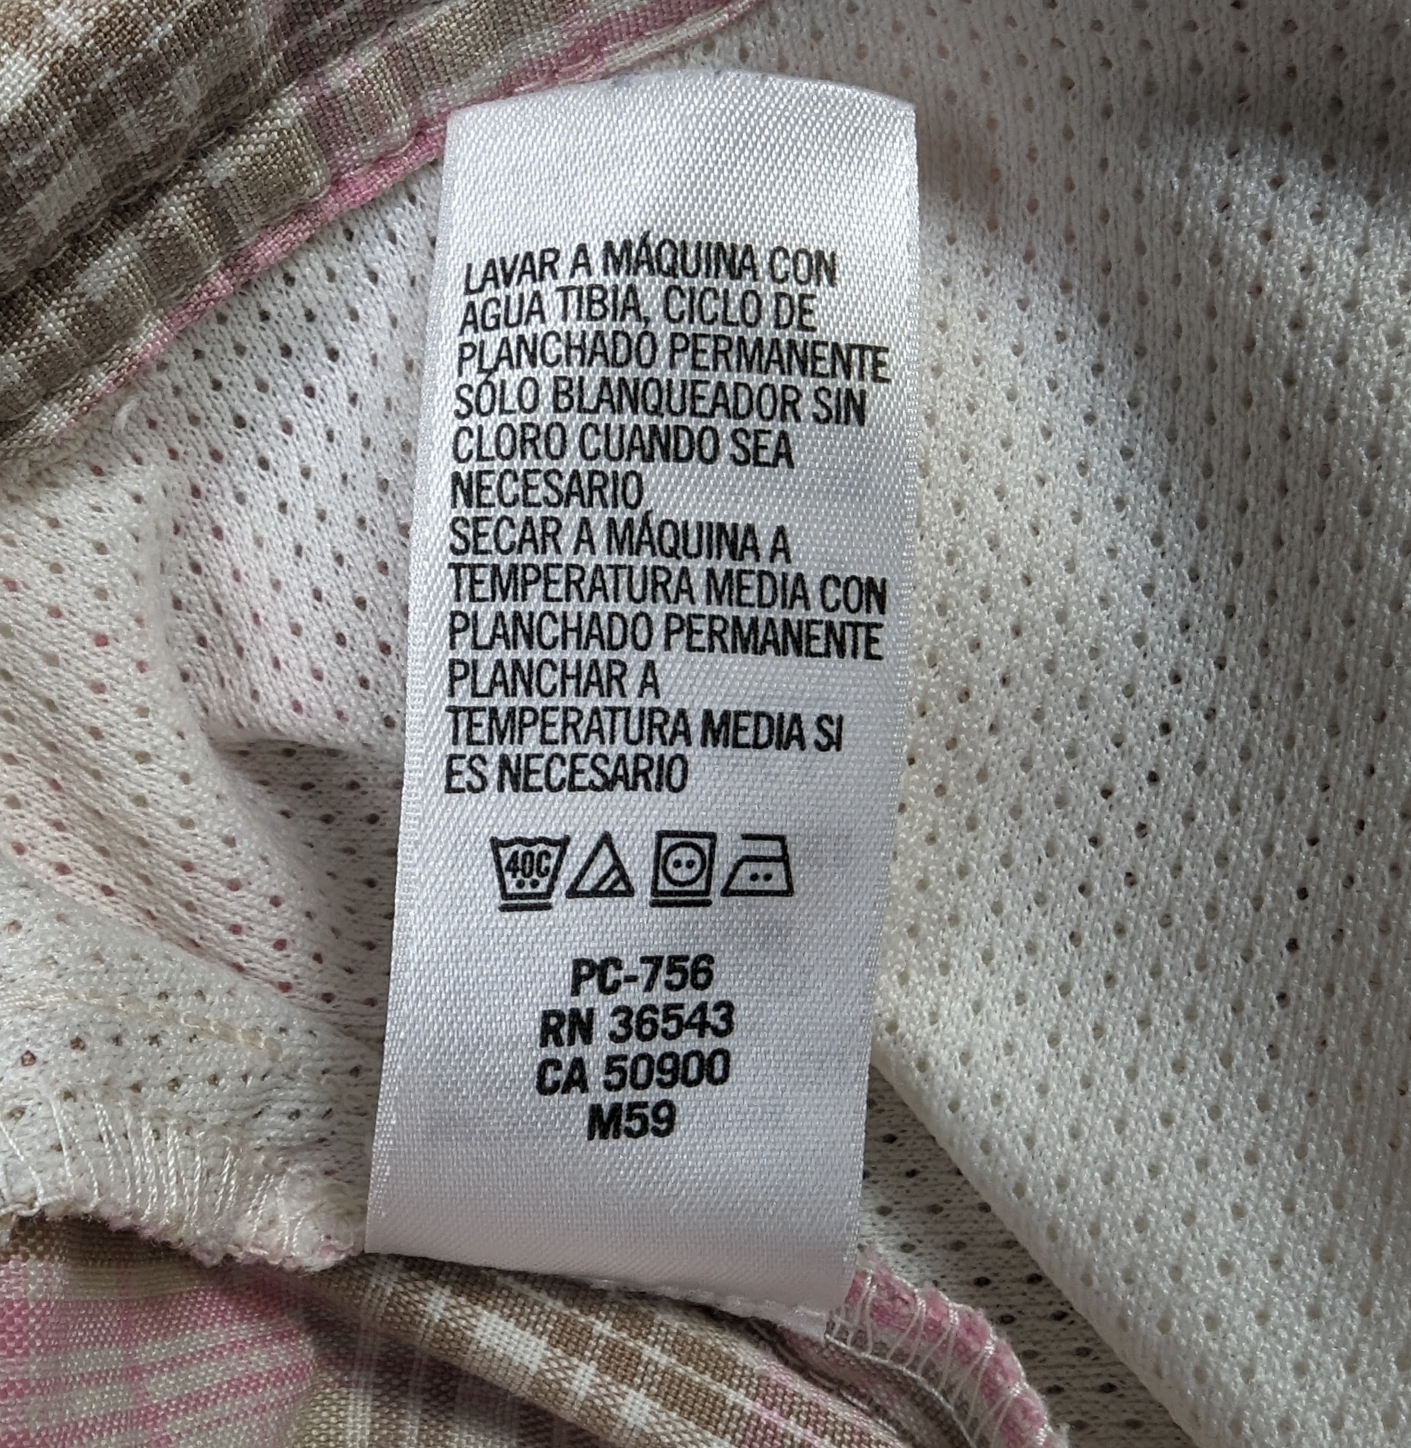 LAVAR A MÁQUINA CON
AGUA TIBIA, CICLO DE
PLANCHADO PERMANENTE
SÓLO BLANQUEADOR SIN
CLORO CUANDO SEA
NECESARIO
SECAR A MÁQUINA A
TEMPERATURA MEDIA CON
PLANCHADO PERMANENTE
PLANCHAR A
TEMPERATURA MEDIA SI
ES NECESARIO
40C
PC-756
RN 36543
CA 50900
M59